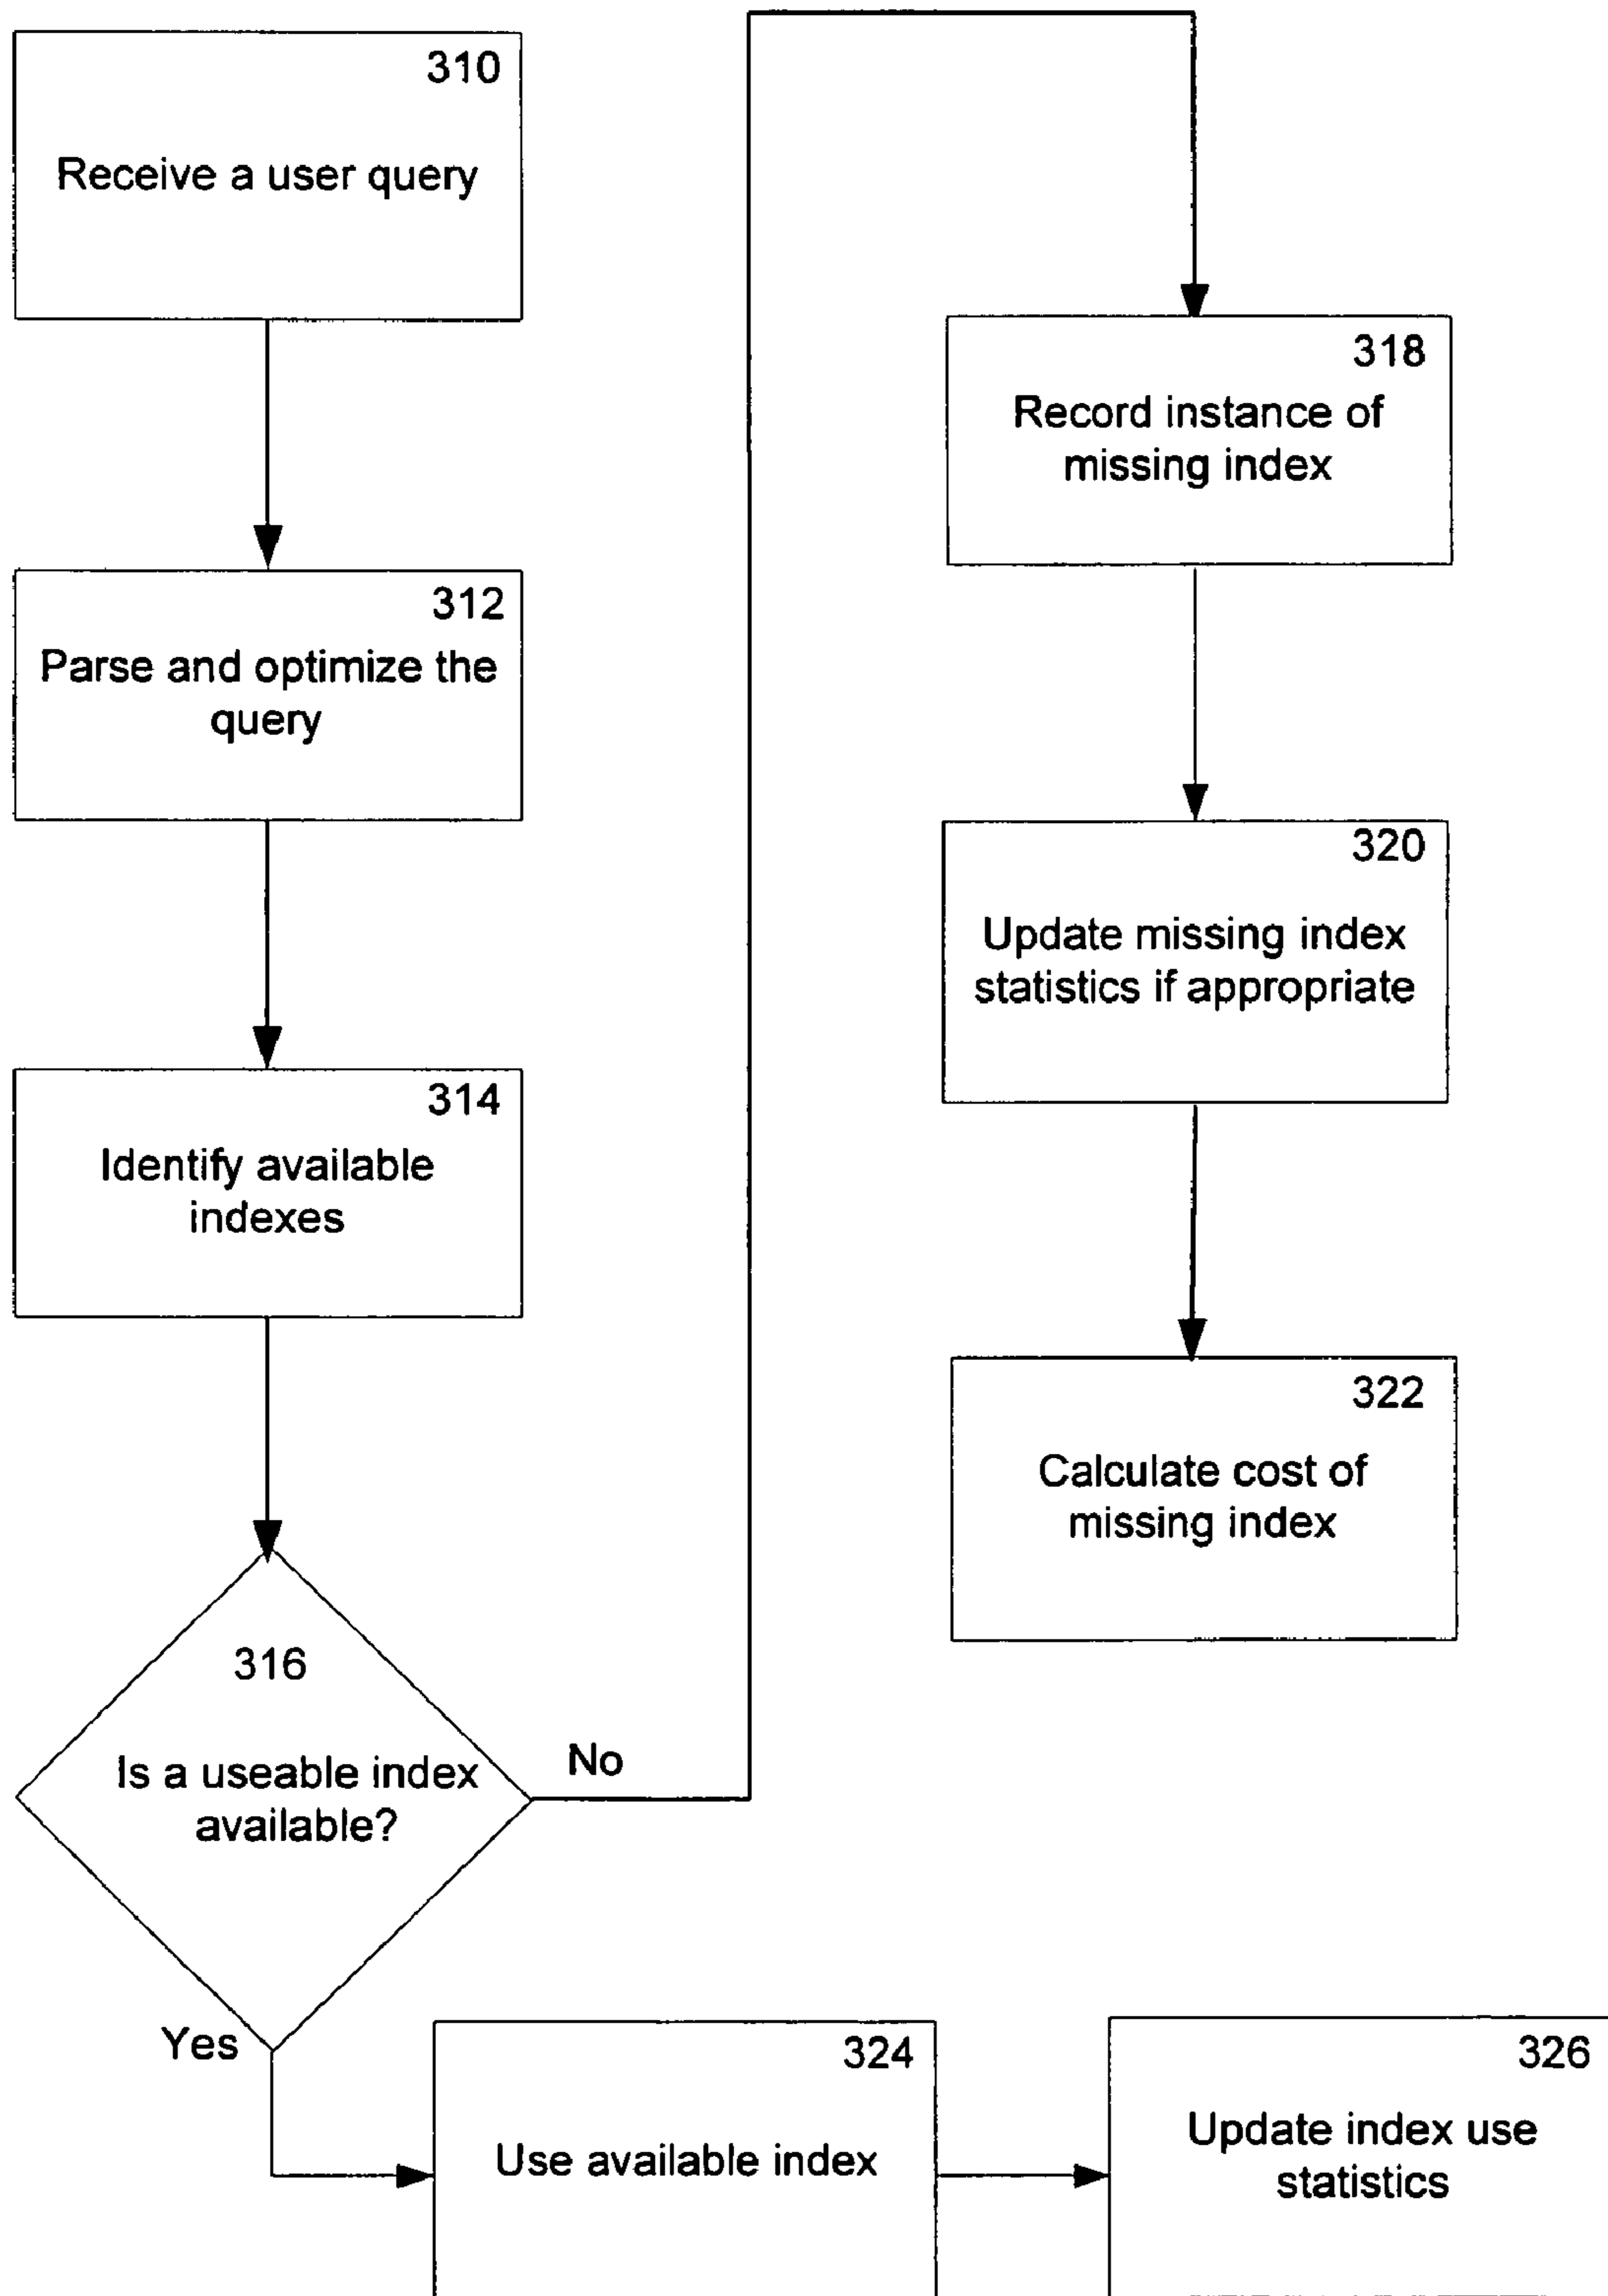 310
Receive a user query
312
Parse and optimize the
query
314
Identify available
indexes
316
Is a useable index
available?
No
Yes
318
Record instance of
missing index
320
Update missing index
statistics if appropriate
322
Calculate cost of
missing index
324
Use available index
326
Update index use
statistics